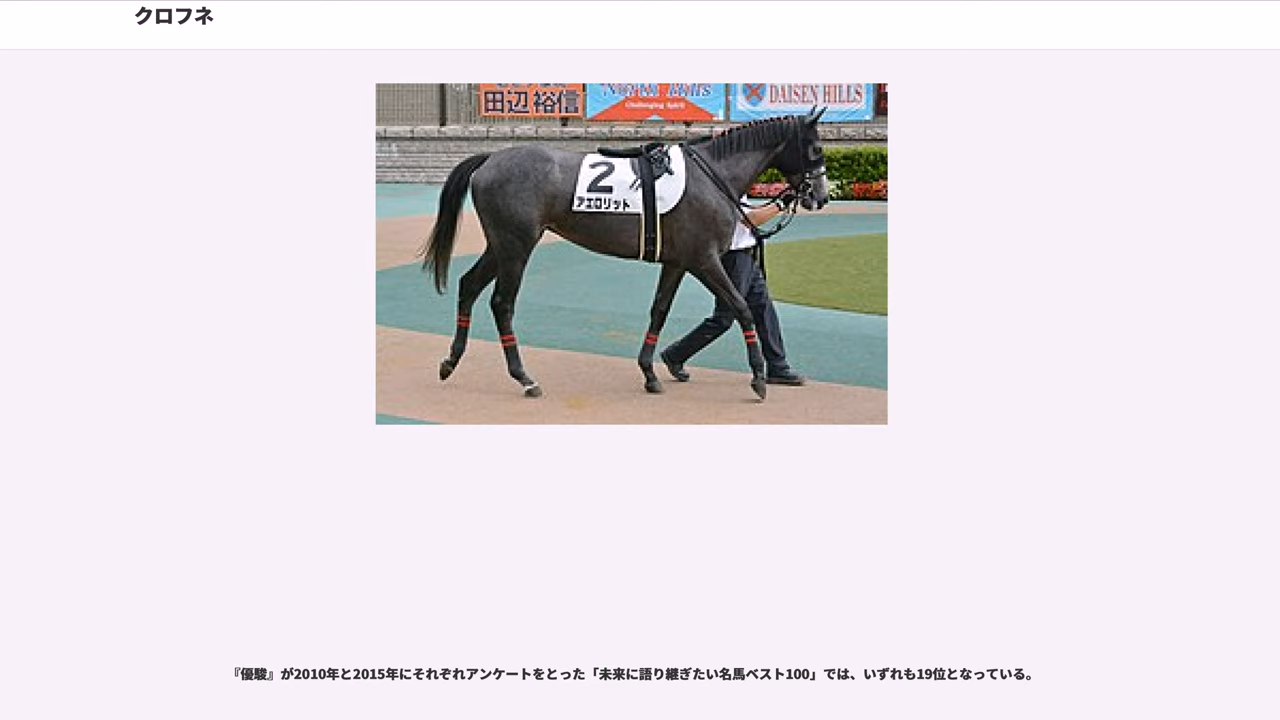 クロフネ
田辺 裕信
North Hills
Challenging Spirit
DAISEN HILLS
2
アエロリット
『優駿』が2010年と2015年にそれぞれアンケートをとった「未来に語り継ぎたい名馬ベスト100」では、いずれも19位となっている。